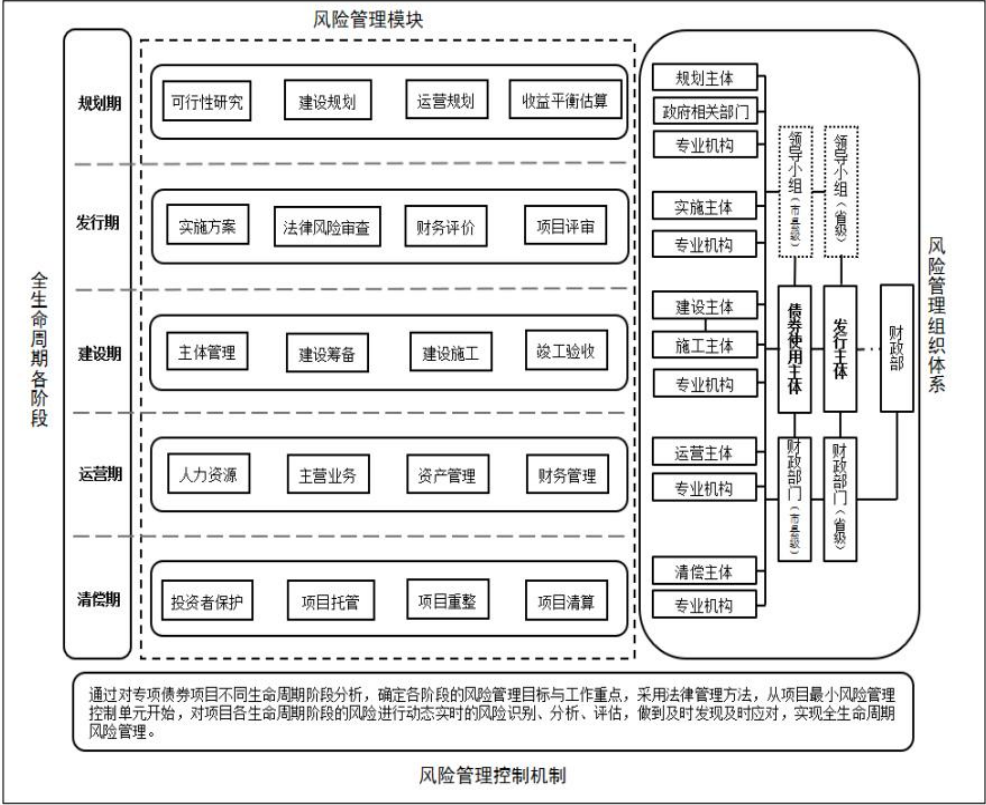 风险管理模块
全生命周期各阶段
规划期
可行性研究
建设规划
运营规划
收益平衡估算
发行期
实施方案
法律风险审查
财务评价
项目评审
建设期
主体管理
建设筹备
建设施工
竣工验收
运营期
人力资源
主营业务
资产管理
财务管理
清偿期
投资者保护
项目托管
项目重整
项目清算
规划主体
政府相关部门
专业机构
实施主体
专业机构
建设主体
施工主体
专业机构
运营主体
专业机构
清偿主体
专业机构
领导小组（市县级）
领导小组（省级）
债券使用主体
发行主体
财政部
财政部门（市县级）
财政部门（省级）
风险管理组织体系
通过对专项债券项目不同生命周期阶段分析，确定各阶段的风险管理目标与工作重点，采用法律管理方法，从项目最小风险管理
控制单元开始，对项目各生命周期阶段的风险进行动态实时的风险识别、分析、评估，做到及时发现及时应对，实现全生命周期
风险管理。
风险管理控制机制